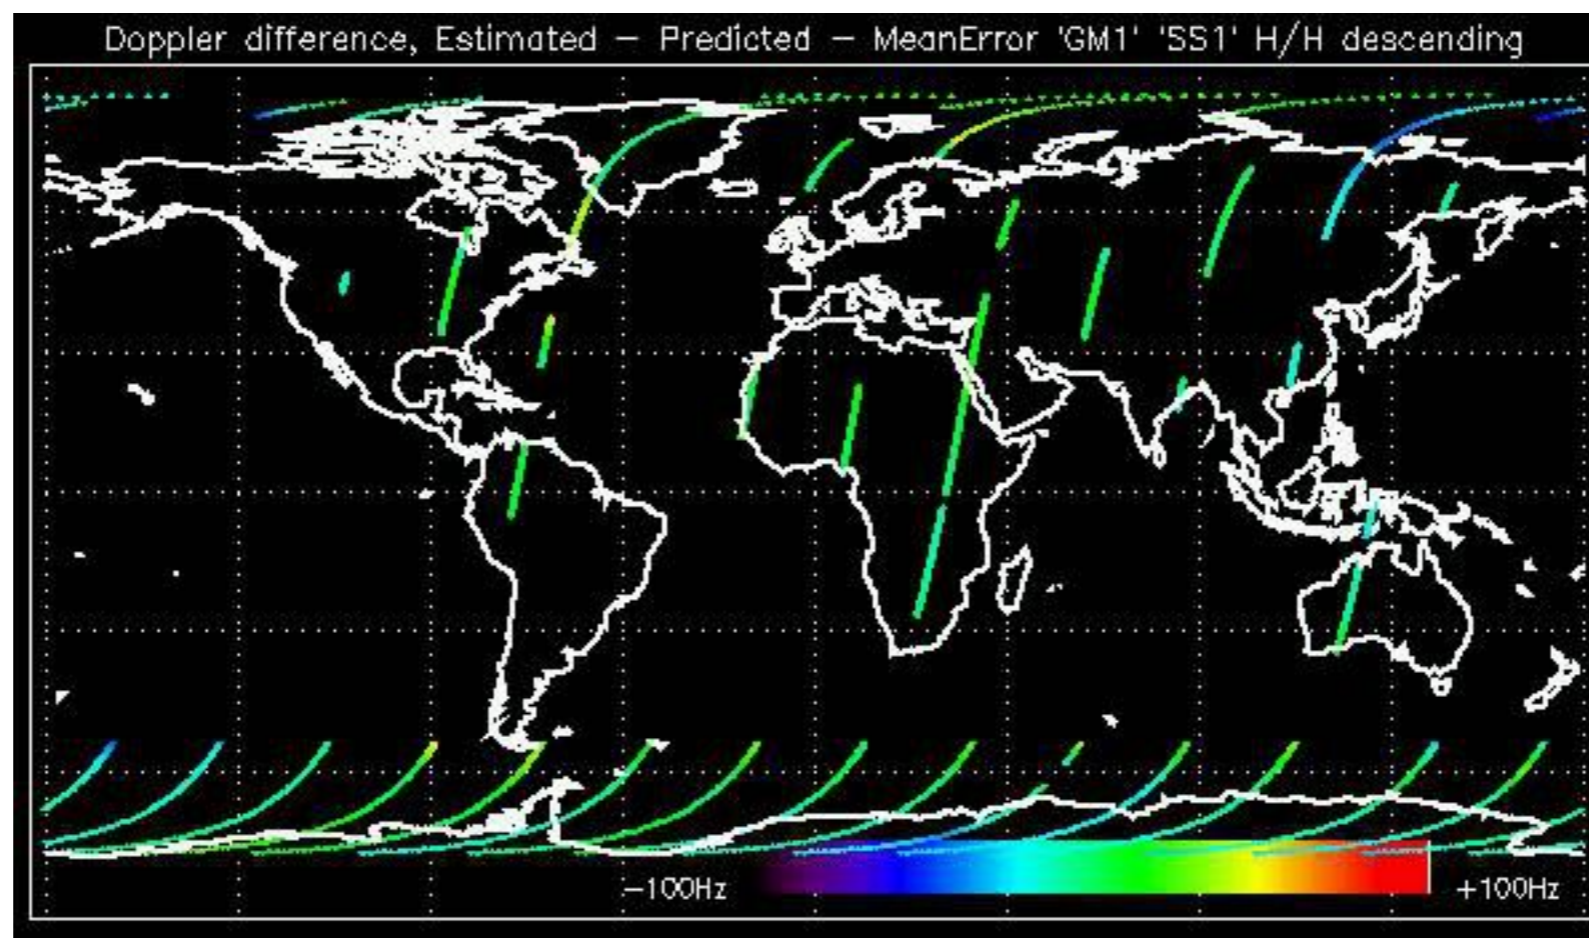 Doppler difference, Estimated – Predicted – MeanError 'GM1' 'SS1' H/H descending
–100Hz
+100Hz